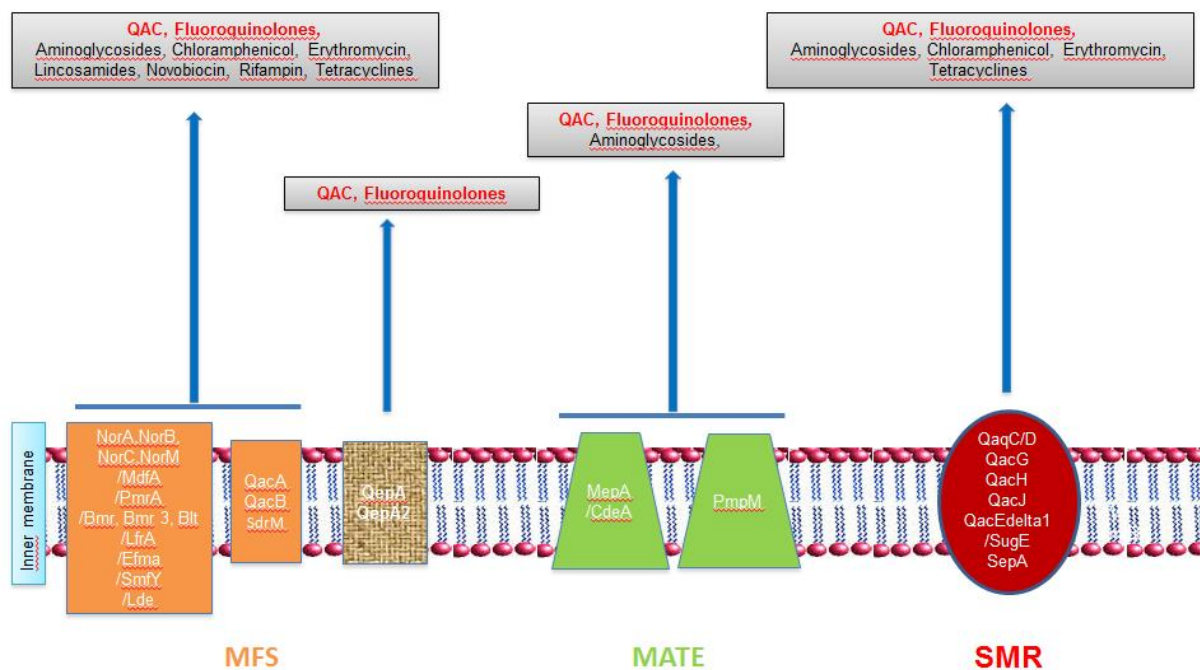 QAC, Fluoroquinolones,
Aminoglycosides, Chloramphenicol, Erythromycin,
Lincosamides, Novobiocin, Rifampin, Tetracyclines
QAC, Fluoroquinolones,
Aminoglycosides, Chloramphenicol, Erythromycin,
Tetracyclines
QAC, Fluoroquinolones,
Aminoglycosides,
QAC, Fluoroquinolones
Inner membrane
NorA,NorB,
NorC,NorM
/MdfA
/PmrA
/Bmr, Bmr 3, Blt
/LfrA
/Efma
/SmfY
/Lde
QacA
QacB
SdrM
QepA
QepA2
MepA
/CdeA
PmpM
QaqC/D
QacG
QacH
QacJ
QacEdelta1
/SugE
SepA
MFS
MATE
SMR